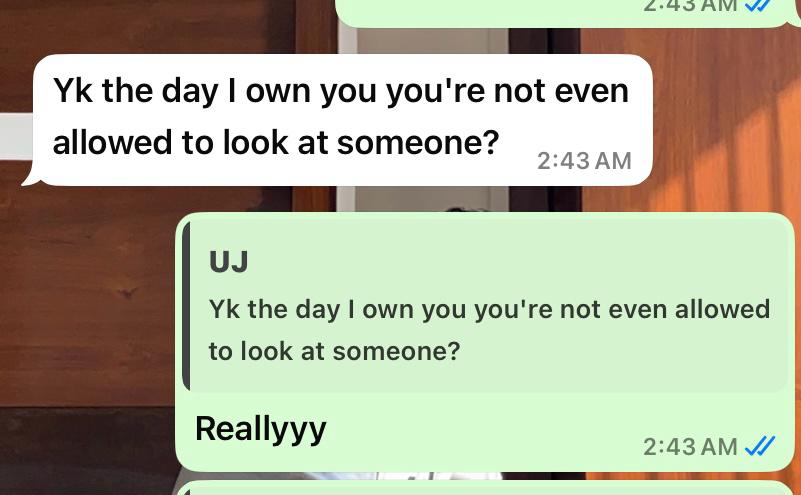 2:43 AM
Yk the day I own you you're not even
allowed to look at someone?
2:43 AM
UJ
Yk the day I own you you're not even allowed
to look at someone?
Reallyyy
2:43 AM